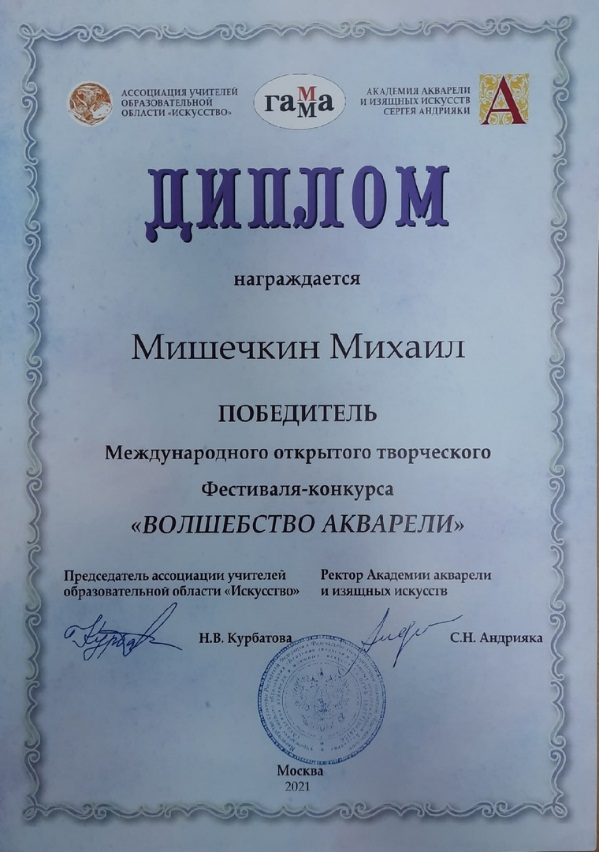 АССОЦИАЦИЯ УЧИТЕЛЕЙ
ОБРАЗОВАТЕЛЬНОЙ
ОБЛАСТИ «ИСКУССТВО»
гамма
АКАДЕМИЯ АКВАРЕЛИ
И ИЗЯЩНЫХ ИСКУССТВ
СЕРГЕЯ АНДРИЯКИ
А
ДИПЛОМ
награждается
Мишечкин Михаил
ПОБЕДИТЕЛЬ
Международного открытого творческого
Фестиваля-конкурса
«ВОЛШЕБСТВО АКВАРЕЛИ»
Председатель ассоциации учителей
образовательной области «Искусство»
Н.В. Курбатова
Ректор Академии акварели
и изящных искусств
С.Н. Андрияка
Москва
2021